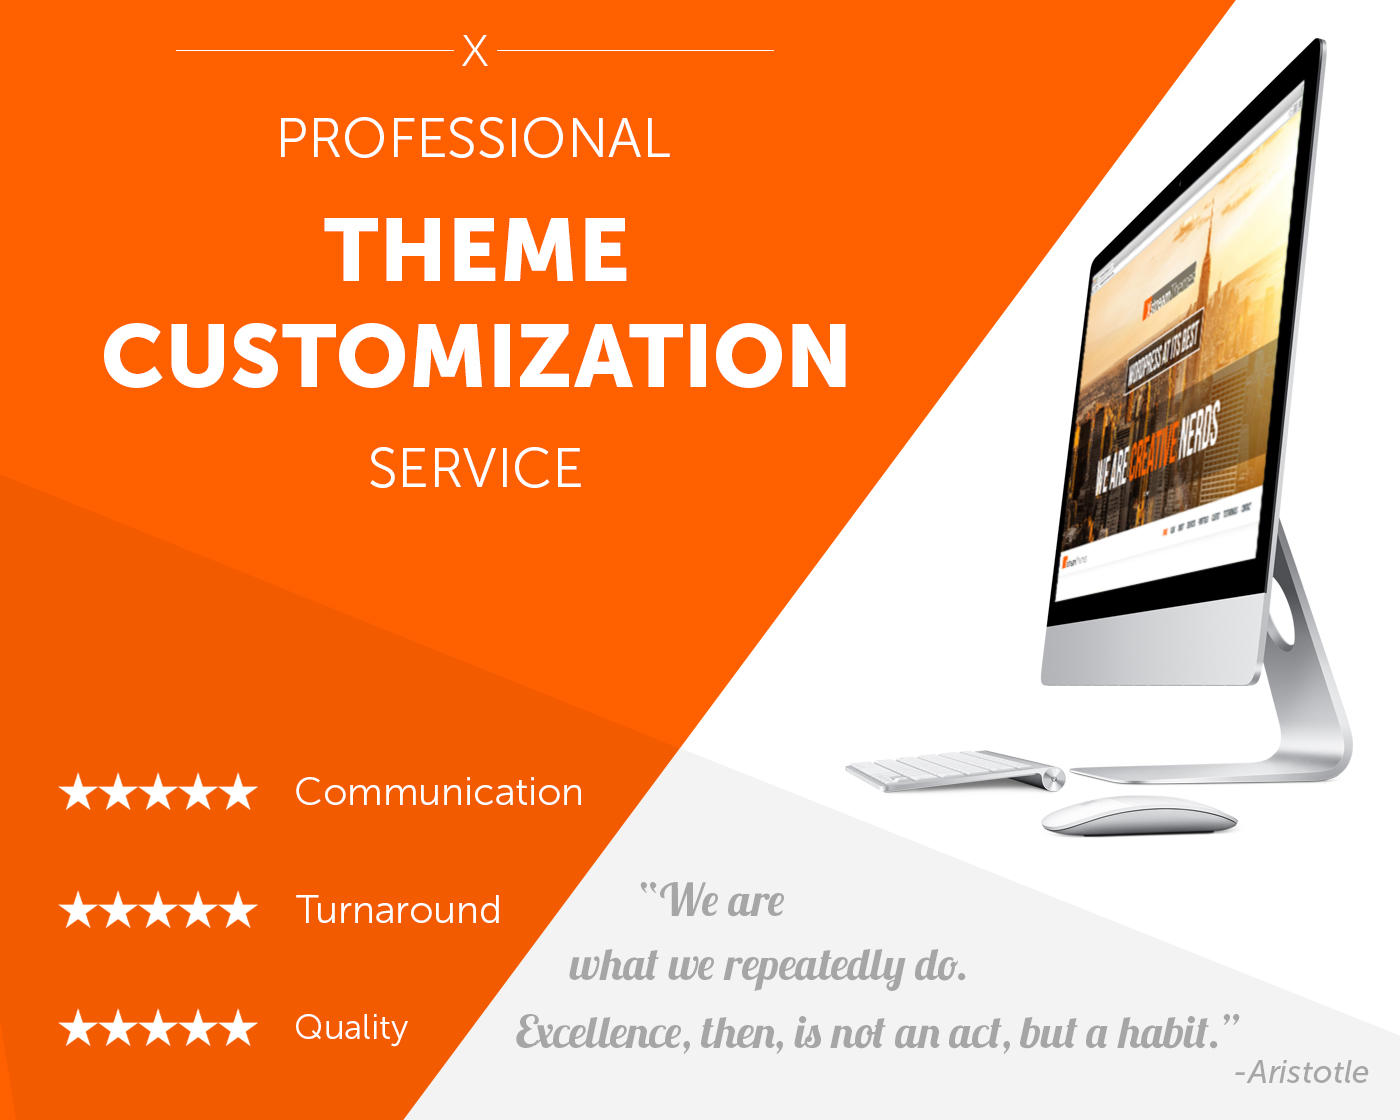 X
PROFESSIONAL
THEME
CUSTOMIZATION
SERVICE
WORDPRESS AT ITS BEST
WE ARE CREATIVE NERDS
★★★★★ Communication
★★★★★ Turnaround
★★★★★ Quality
“We are
what we repeatedly do.
Excellence, then, is not an act, but a habit.”
-Aristotle